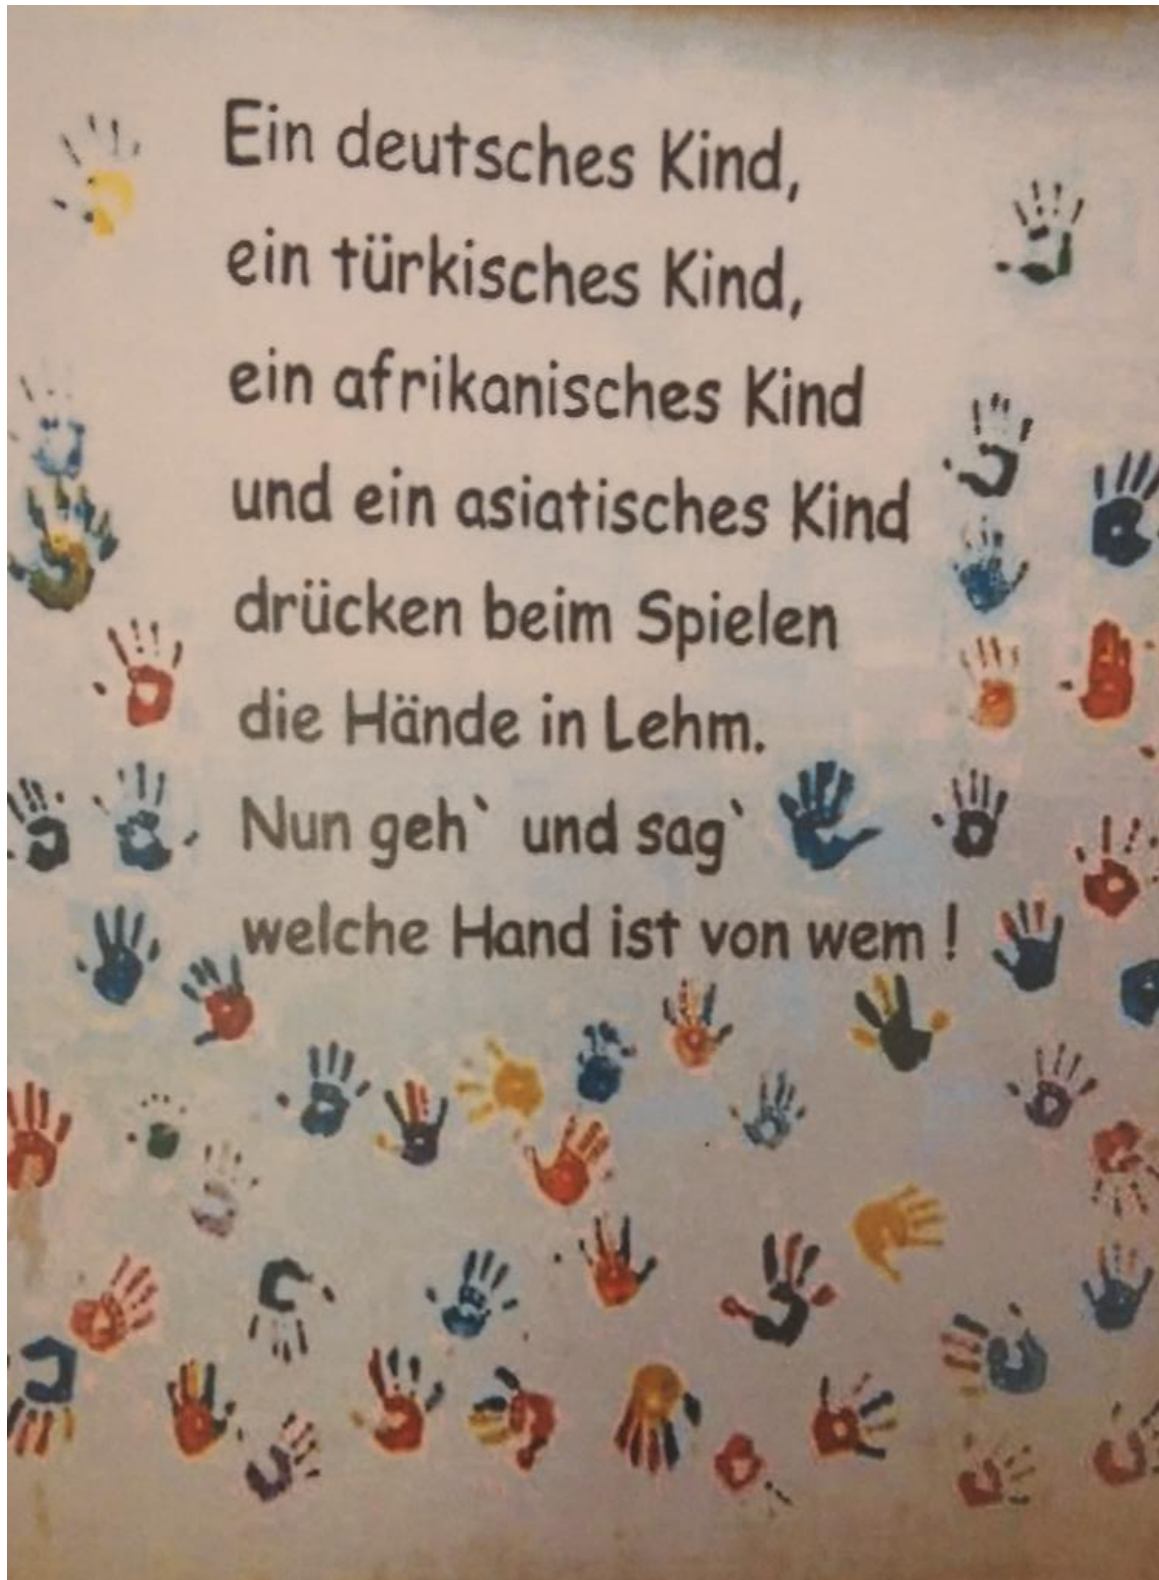 Ein deutsches Kind,
ein türkisches Kind,
ein afrikanisches Kind
und ein asiatisches Kind
drücken beim Spielen
die Hände in Lehm.
Nun geh` und sag`
welche Hand ist von wem !